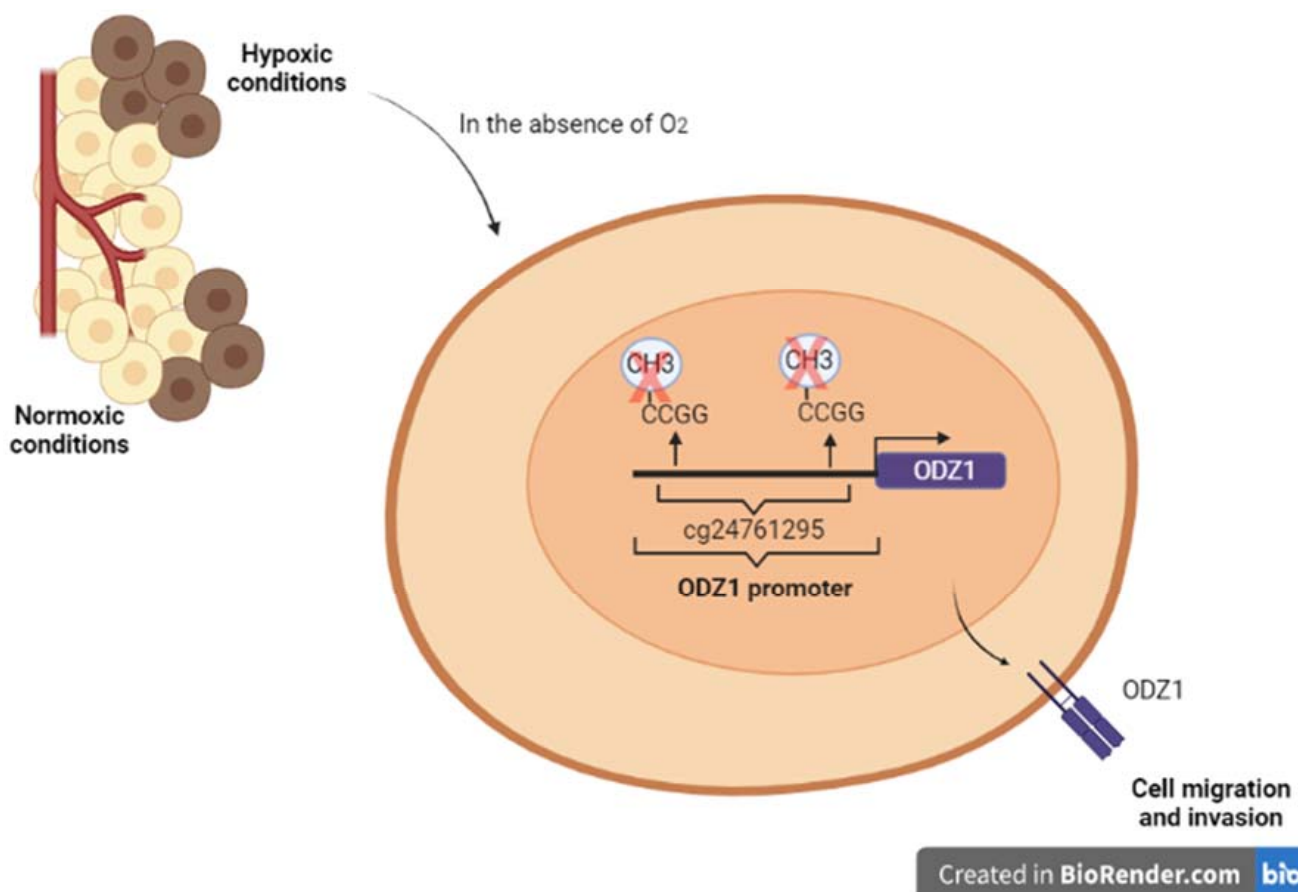 Hypoxic
conditions
In the absence of O2
Normoxic
conditions
CH3
CH3
CCGG
CCGG
ODZ1
cg24761295
ODZ1 promoter
ODZ1
Cell migration
and invasion
Created in BioRender.com bio